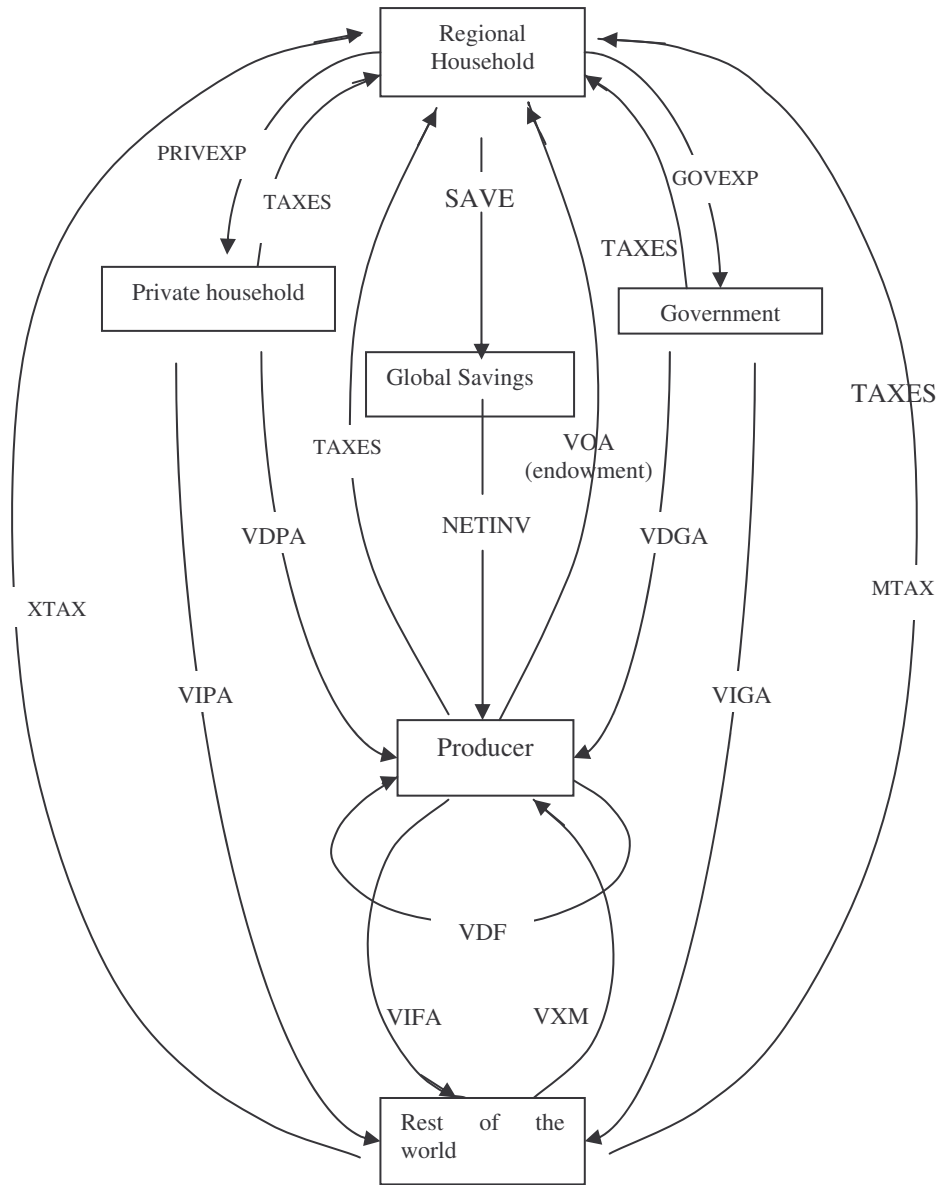 Regional
Household
PRIVEXP
TAXES
SAVE
GOVEXP
TAXES
Private household
Government
Global Savings
TAXES
TAXES
VOA
(endowment)
VDPA
NETINV
VDGA
XTAX
MTAX
VIPA
VIGA
Producer
VDF
VIFA
VXM
Rest of the
world